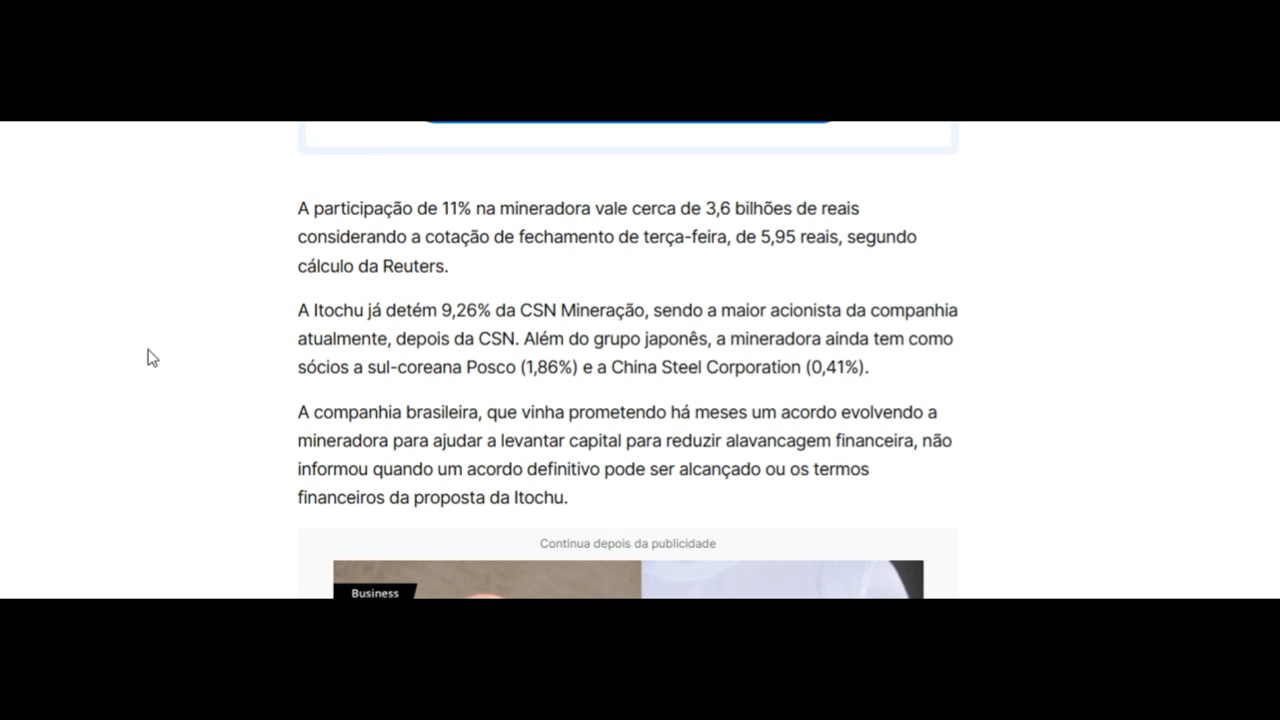 A participação de 11% na mineradora vale cerca de 3,6 bilhões de reais
considerando a cotação de fechamento de terça-feira, de 5,95 reais, segundo
cálculo da Reuters.
A Itochu já detém 9,26% da CSN Mineração, sendo a maior acionista da companhia
atualmente, depois da CSN. Além do grupo japonês, a mineradora ainda tem como
sócios a sul-coreana Posco (1,86%) e a China Steel Corporation (0,41%).
A companhia brasileira, que vinha prometendo há meses um acordo evolvendo a
mineradora para ajudar a levantar capital para reduzir alavancagem financeira, não
informou quando um acordo definitivo pode ser alcançado ou os termos
financeiros da proposta da Itochu.
Continua depois da publicidade
Business